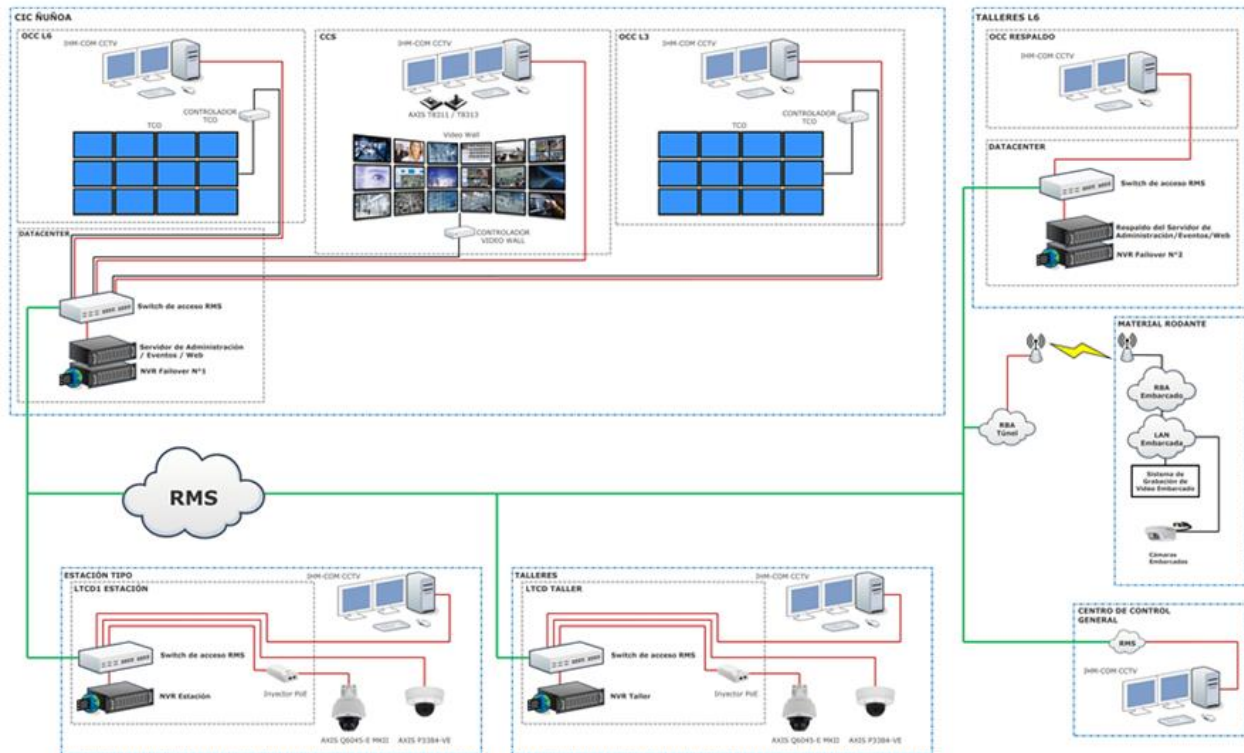 CIC ÑUÑOA
OCC L6
IHM-COM CCTV
CONTROLADOR
TCO
TCO
CCS
IHM-COM CCTV
AXIS T8311 / T8313
Video Wall
CONTROLADOR
VIDEO WALL
OCC L3
IHM-COM CCTV
CONTROLADOR
TCO
TCO
DATACENTER
Switch de acceso RMS
Servidor de Administración
/ Eventos / Web
NVR Failover N°1
TALLERES L6
OCC RESPALDO
IHM-COM CCTV
DATACENTER
Switch de acceso RMS
Respaldo del Servidor de
Administración/Eventos/Web
NVR Failover N°2
MATERIAL RODANTE
RBA
Embarcado
LAN
Embarcada
Sistema de
Grabación de
Video Embarcado
Cámaras
Embarcadas
RBA
Túnel
RMS
ESTACIÓN TIPO
LTCD1 ESTACIÓN
IHM-COM CCTV
Switch de acceso RMS
NVR Estación
Inyector PoE
AXIS Q6045-E MKII
AXIS P3384-VE
TALLERES
LTCD TALLER
IHM-COM CCTV
Switch de acceso RMS
NVR Taller
Inyector PoE
AXIS Q6045-E MKII
AXIS P3384-VE
CENTRO DE CONTROL
GENERAL
RMS
IHM-COM CCTV